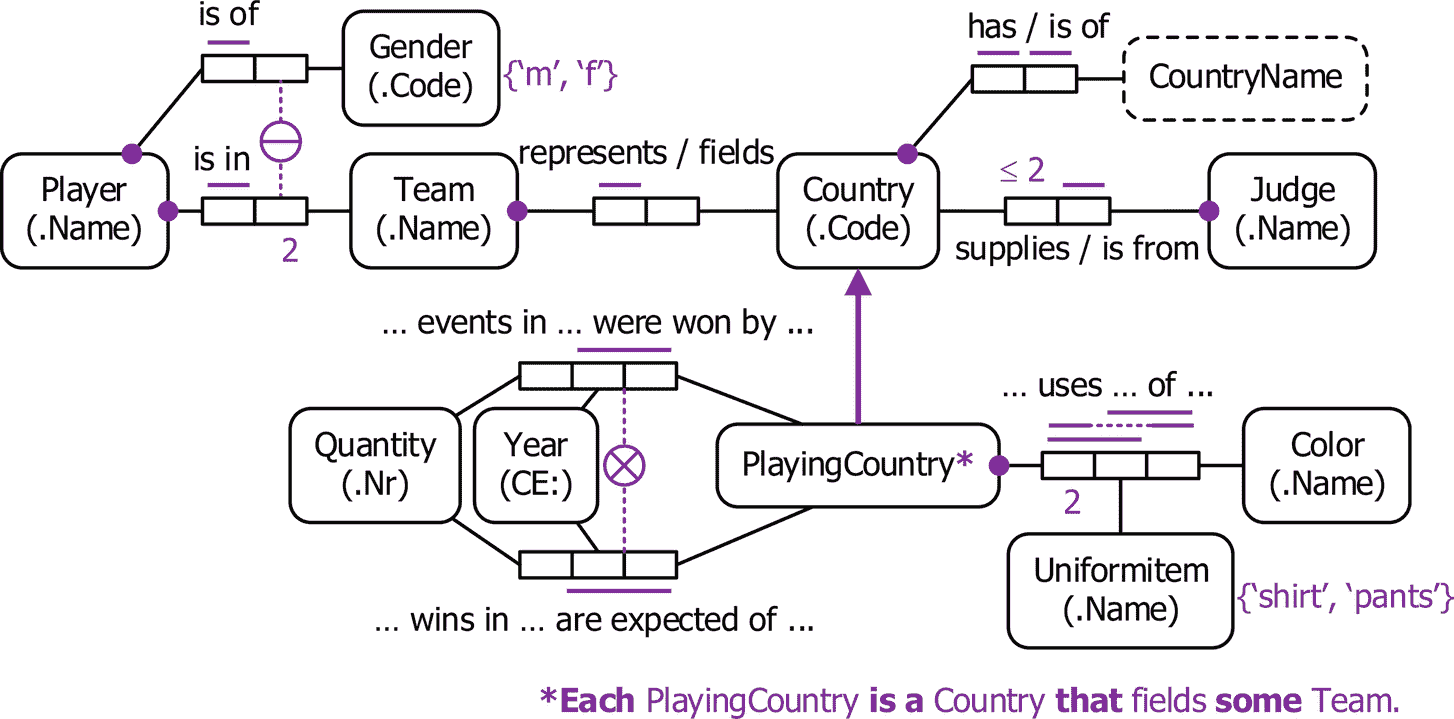 is of
Gender
(.Code)
{‘m’, ‘f’}
has / is of
CountryName
Player
(.Name)
is in
2
Team
(.Name)
represents / fields
Country
(.Code)
≤ 2
supplies / is from
Judge
(.Name)
... events in ... were won by ...
Quantity
(.Nr)
Year
(CE:)
PlayingCountry*
... uses ... of ...
2
Color
(.Name)
Uniformitem
(.Name)
{‘shirt’, ‘pants’}
... wins in ... are expected of ...
*Each PlayingCountry is a Country that fields some Team.